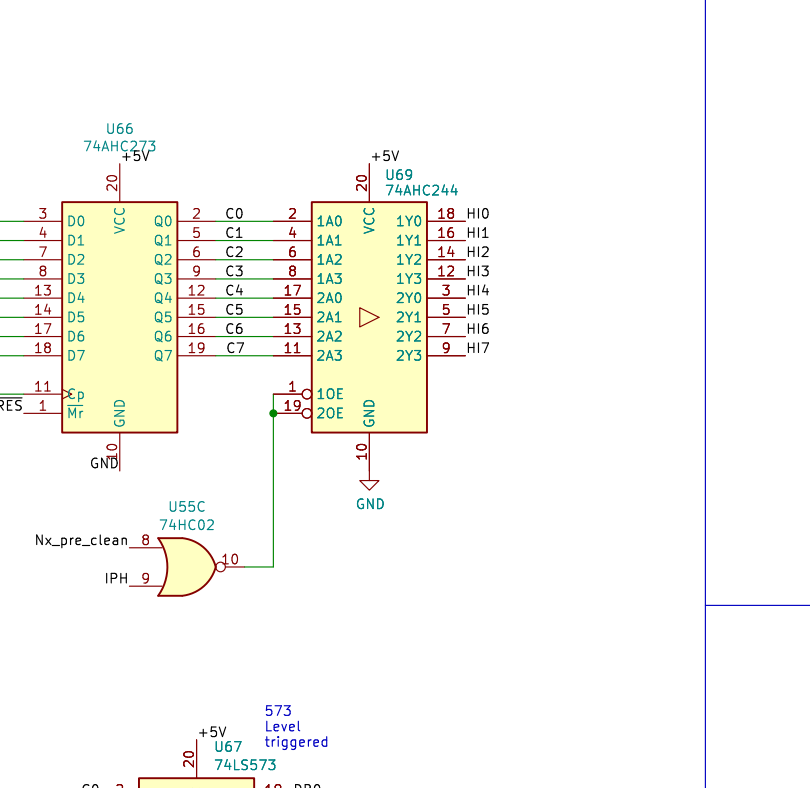 U66
74AHC273
+5V
20
VCC
3 D0 Q0 2 C0
4 D1 Q1 5 C1
7 D2 Q2 6 C2
8 D3 Q3 9 C3
13 D4 Q4 12 C4
14 D5 Q5 15 C5
17 D6 Q6 16 C6
18 D7 Q7 19 C7
11 Cp
RES 1 Mr
GND
10
GND
+5V
20
U69
74AHC244
VCC
2 1A0 1Y0 18 HI0
4 1A1 1Y1 16 HI1
6 1A2 1Y2 14 HI2
8 1A3 1Y3 12 HI3
17 2A0 2Y0 3 HI4
15 2A1 2Y1 5 HI5
13 2A2 2Y2 7 HI6
11 2A3 2Y3 9 HI7
1 1OE
19 2OE
GND
10
GND
U55C
74HC02
Nx_pre_clean 8
10
IPH 9
573
Level
triggered
+5V
20
U67
74LS573